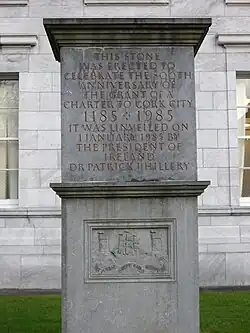 THIS STONE
WAS ERECTED TO
CELEBRATE THE 800TH
ANNIVERSARY OF
THE GRANT OF A
CHARTER TO CORK CITY
1185 1985
IT WAS UNVEILED ON
1 JANUARY 1985 BY
THE PRESIDENT OF
IRELAND
DR PATRICK J HILLERY